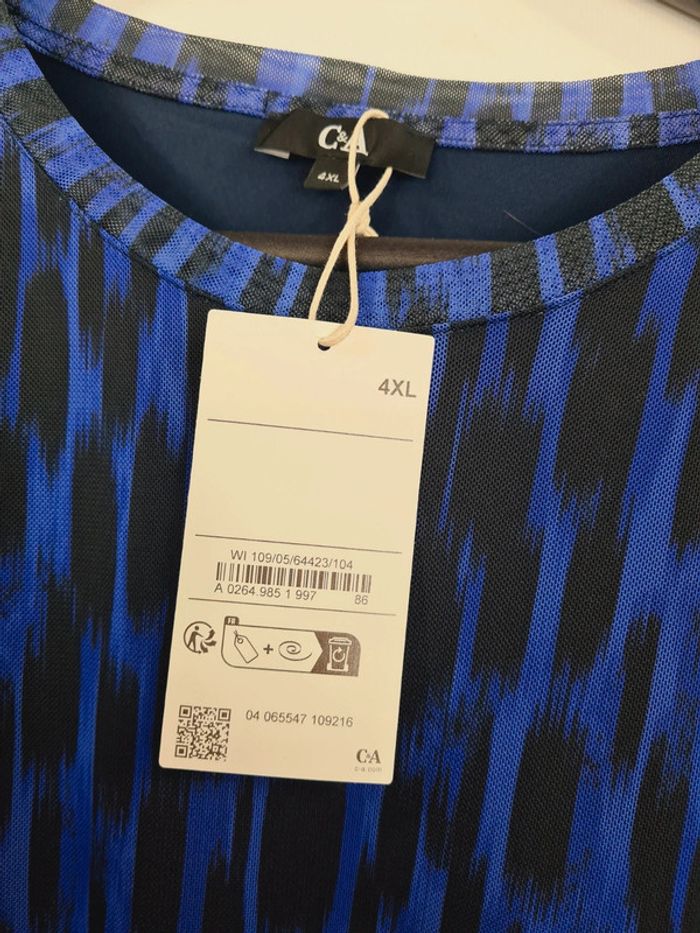 C&A
4XL
4XL
WI 109/05/64423/104
A 0264 985 1 997 86
FR
+
04 065547 109216
C&A
c-a.com